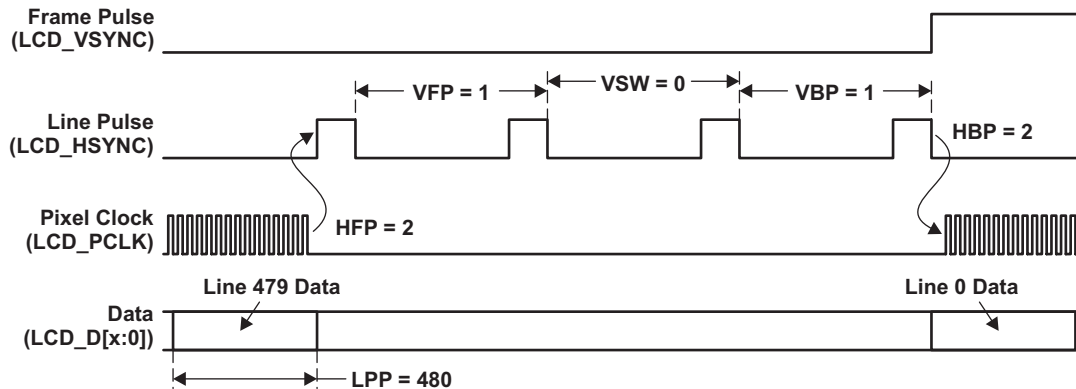 Frame Pulse
(LCD_VSYNC)
VFP = 1
VSW = 0
VBP = 1
Line Pulse
(LCD_HSYNC)
HBP = 2
Pixel Clock
(LCD_PCLK)
HFP = 2
Line 479 Data
Line 0 Data
Data
(LCD_D[x:0])
LPP = 480